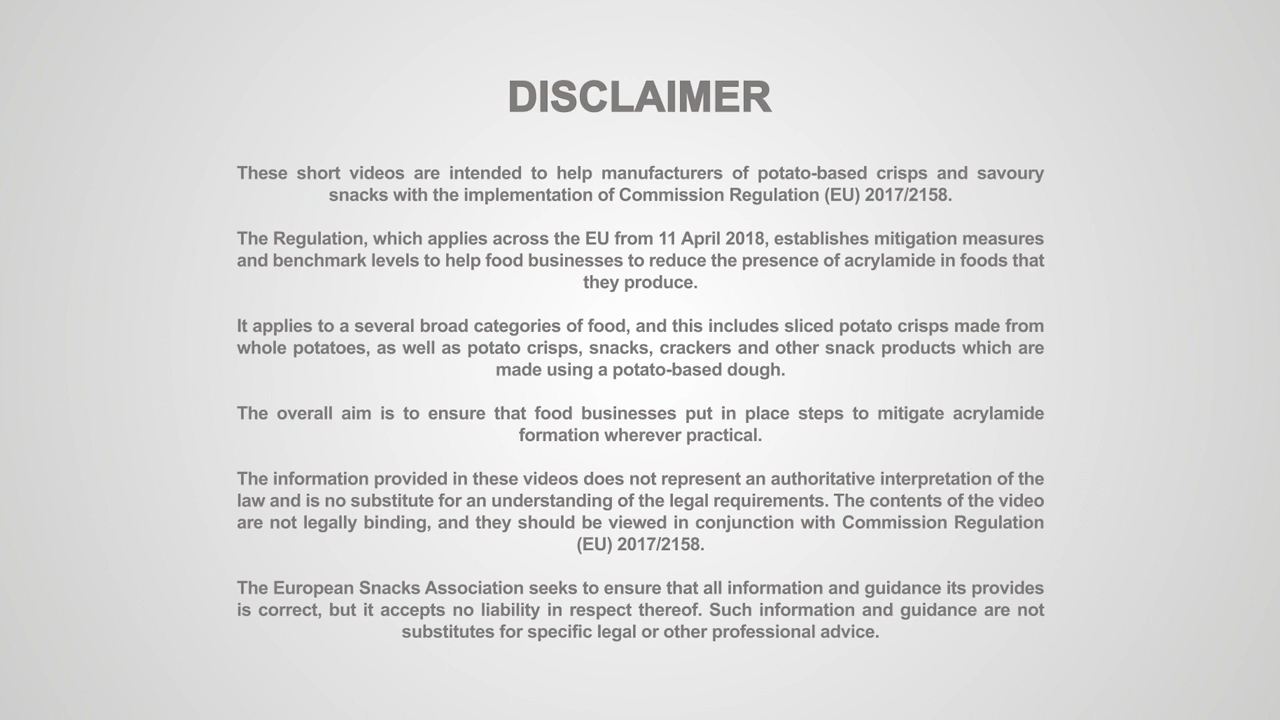 DISCLAIMER
These short videos are intended to help manufacturers of potato-based crisps and savoury
snacks with the implementation of Commission Regulation (EU) 2017/2158.
The Regulation, which applies across the EU from 11 April 2018, establishes mitigation measures
and benchmark levels to help food businesses to reduce the presence of acrylamide in foods that
they produce.
It applies to a several broad categories of food, and this includes sliced potato crisps made from
whole potatoes, as well as potato crisps, snacks, crackers and other snack products which are
made using a potato-based dough.
The overall aim is to ensure that food businesses put in place steps to mitigate acrylamide
formation wherever practical.
The information provided in these videos does not represent an authoritative interpretation of the
law and is no substitute for an understanding of the legal requirements. The contents of the video
are not legally binding, and they should be viewed in conjunction with Commission Regulation
(EU) 2017/2158.
The European Snacks Association seeks to ensure that all information and guidance its provides
is correct, but it accepts no liability in respect thereof. Such information and guidance are not
substitutes for specific legal or other professional advice.